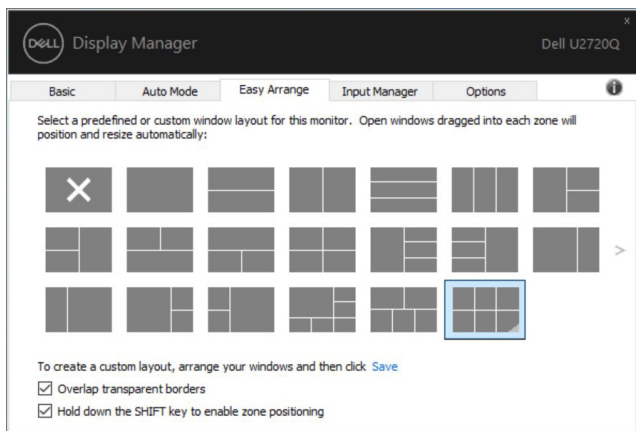 x
DELL Display Manager Dell U2720Q
Basic Auto Mode Easy Arrange Input Manager Options
Select a predefined or custom window layout for this monitor. Open windows dragged into each zone will
position and resize automatically:
>
To create a custom layout, arrange your windows and then click Save
Overlap transparent borders
Hold down the SHIFT key to enable zone positioning